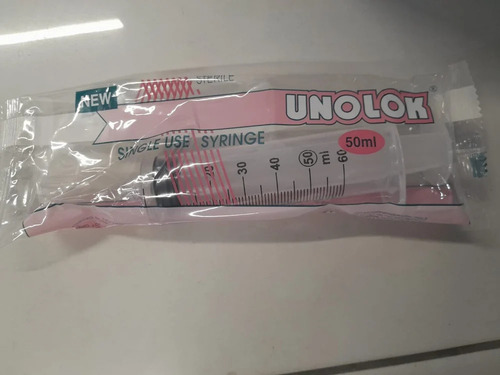 NEW
STERILE
UNOLOK®
SINGLE USE SYRINGE
50ml
20 30 40 50 ml 60